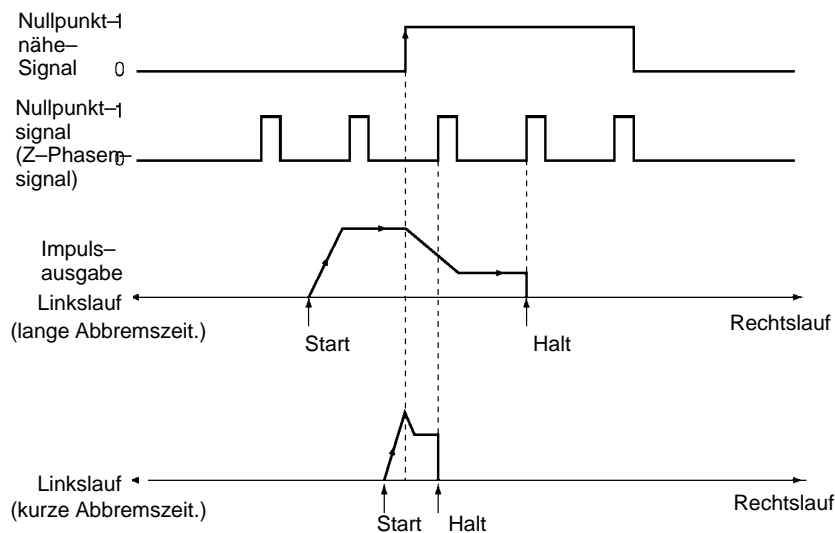 Nullpunkt–1
nähe–
Signal 0
Nullpunkt–1
signal
(Z–Phasen– 0
signal)
Impuls–
ausgabe
Linkslauf
(lange Abbremszeit.)
Start
Halt
Rechtslauf
Linkslauf
(kurze Abbremszeit.)
Start
Halt
Rechtslauf